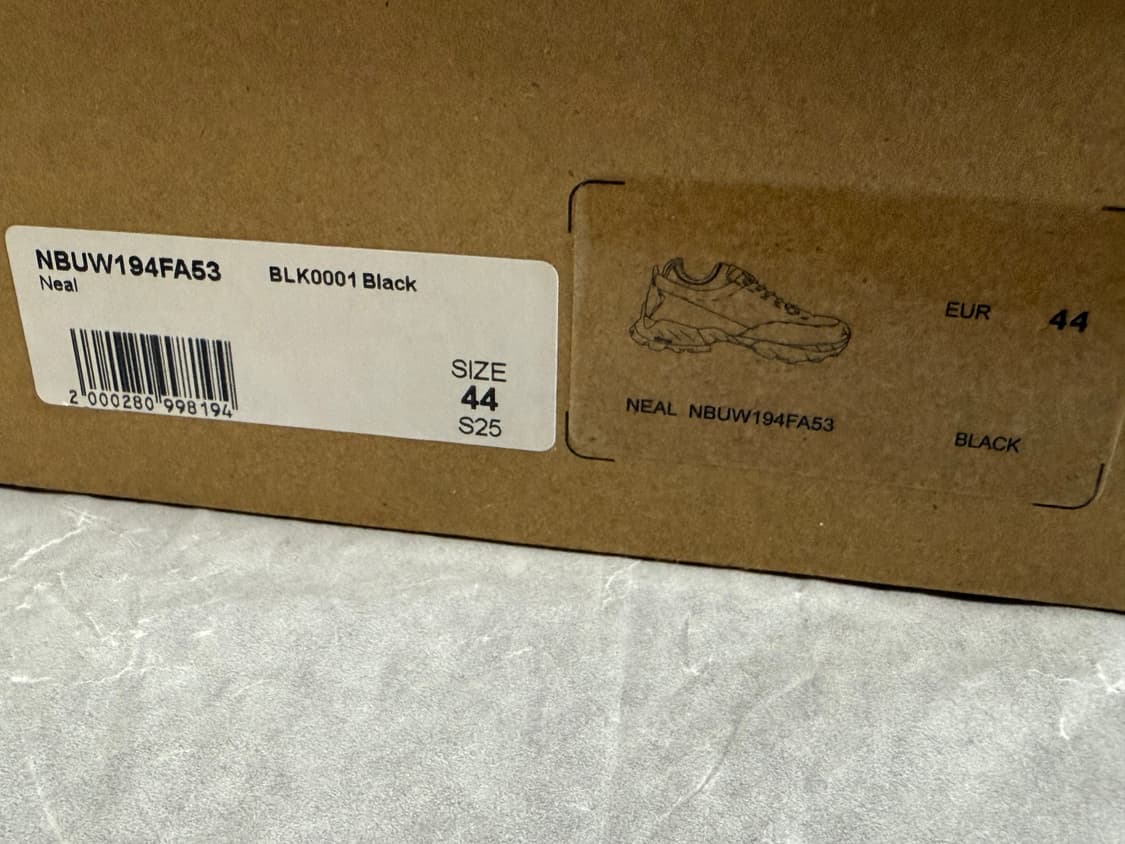 NBUW194FA53 BLK0001 Black
Neal
2 000280 998194
SIZE
44
S25
EUR 44
NEAL NBUW194FA53
BLACK